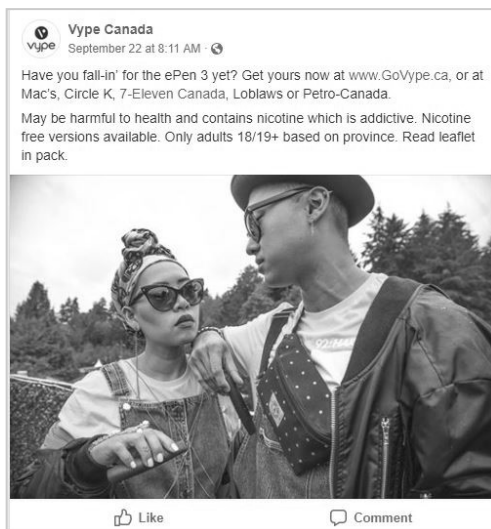 vype
Vype Canada
September 22 at 8:11 AM ·
Have you fall-in' for the ePen 3 yet? Get yours now at www.GoVype.ca, or at
Mac's, Circle K, 7-Eleven Canada, Loblaws or Petro-Canada.
May be harmful to health and contains nicotine which is addictive. Nicotine
free versions available. Only adults 18/19+ based on province. Read leaflet
in pack.
Like
Comment